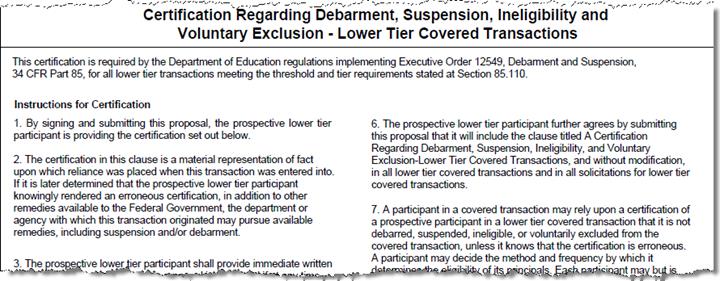 Certification Regarding Debarment, Suspension, Ineligibility and
Voluntary Exclusion - Lower Tier Covered Transactions
This certification is required by the Department of Education regulations implementing Executive Order 12549, Debarment and Suspension,
34 CFR Part 85, for all lower tier transactions meeting the threshold and tier requirements stated at Section 85.110.
Instructions for Certification
1. By signing and submitting this proposal, the prospective lower tier
participant is providing the certification set out below.
2. The certification in this clause is a material representation of fact
upon which reliance was placed when this transaction was entered into.
If it is later determined that the prospective lower tier participant
knowingly rendered an erroneous certification, in addition to other
remedies available to the Federal Government, the department or
agency with which this transaction originated may pursue available
remedies, including suspension and/or debarment.
3. The prospective lower tier participant shall provide immediate written
6. The prospective lower tier participant further agrees by submitting
this proposal that it will include the clause titled A Certification
Regarding Debarment, Suspension, Ineligibility, and Voluntary
Exclusion-Lower Tier Covered Transactions, and without modification,
in all lower tier covered transactions and in all solicitations for lower tier
covered transactions.
7. A participant in a covered transaction may rely upon a certification of
a prospective participant in a lower tier covered transaction that it is not
debarred, suspended, ineligible, or voluntarily excluded from the
covered transaction, unless it knows that the certification is erroneous.
A participant may decide the method and frequency by which it
determines the eligibility of its principals. Each participant may but is